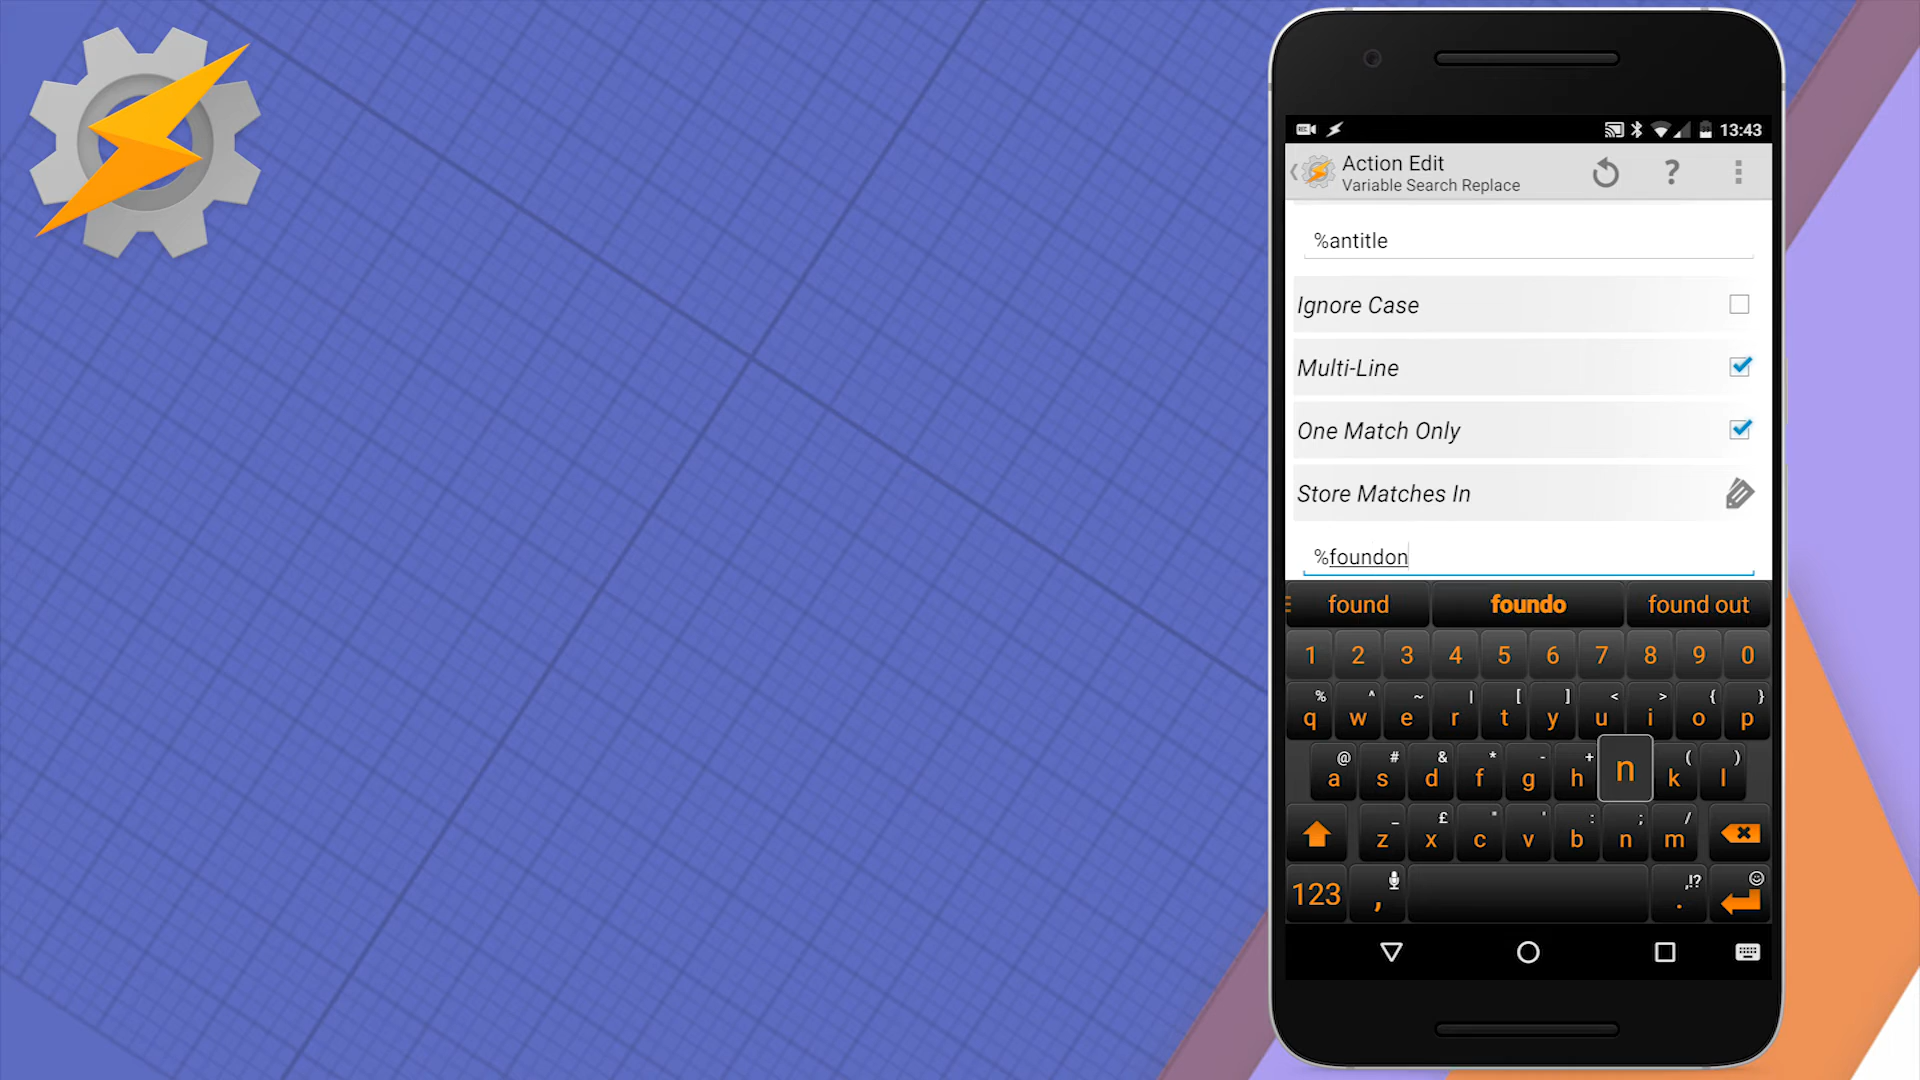 13:43
Action Edit
Variable Search Replace
%antitle
Ignore Case
Multi-Line
One Match Only
Store Matches In
%foundon
found foundo found out
1 2 3 4 5 6 7 8 9 0
% ^ ~ | [ ] < > { }
q w e r t y u i o p
@ # & * - + ( )
a s d f g h n k l
_ £ " ' : ; /
z x c v b n m
,!?
123 , .